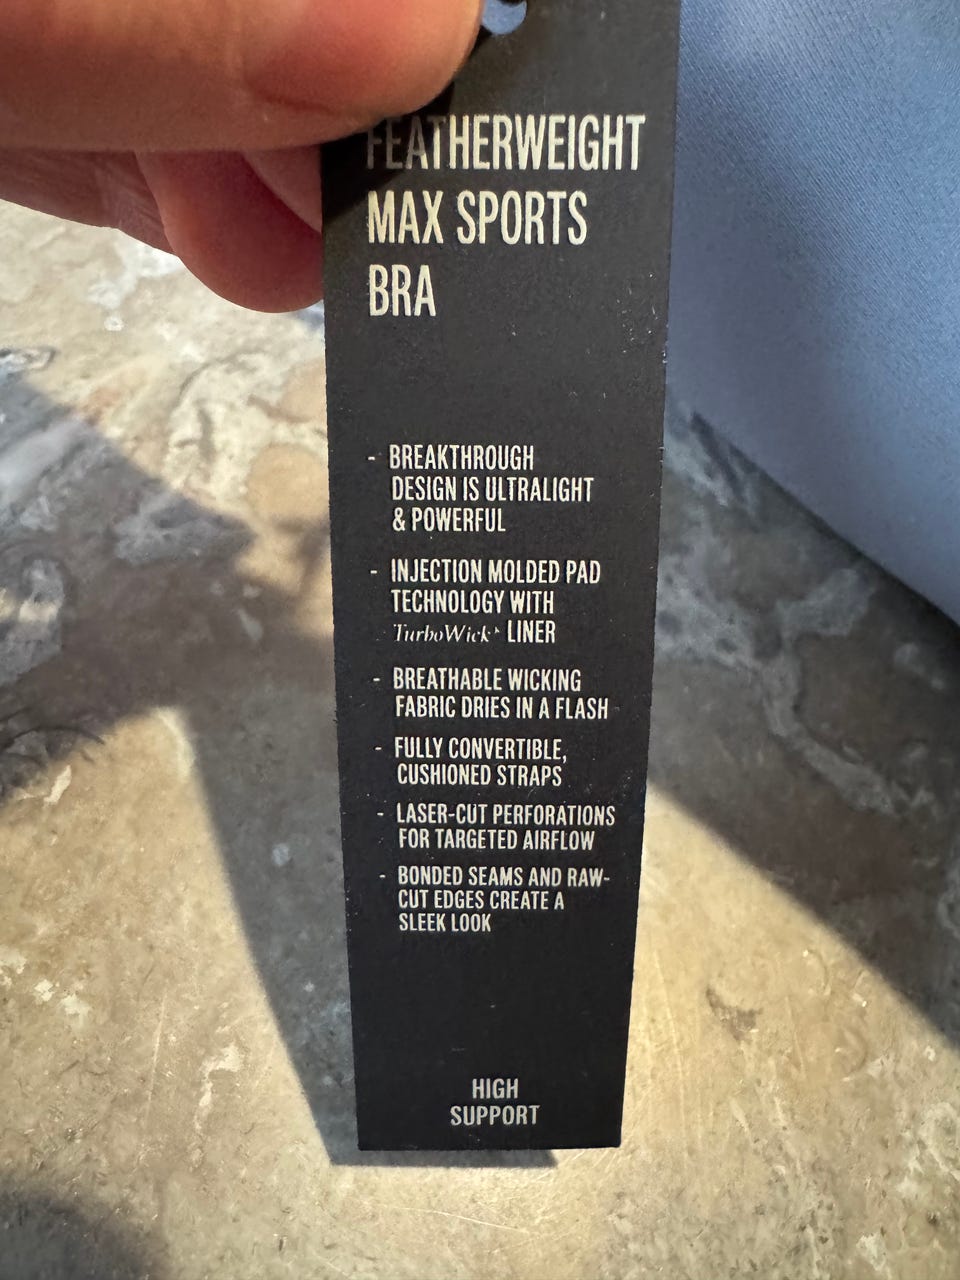 FEATHERWEIGHT
MAX SPORTS
BRA
- BREAKTHROUGH
DESIGN IS ULTRALIGHT
& POWERFUL
- INJECTION MOLDED PAD
TECHNOLOGY WITH
TurboWick™ LINER
- BREATHABLE WICKING
FABRIC DRIES IN A FLASH
- FULLY CONVERTIBLE,
CUSHIONED STRAPS
- LASER-CUT PERFORATIONS
FOR TARGETED AIRFLOW
- BONDED SEAMS AND RAW-
CUT EDGES CREATE A
SLEEK LOOK
HIGH
SUPPORT